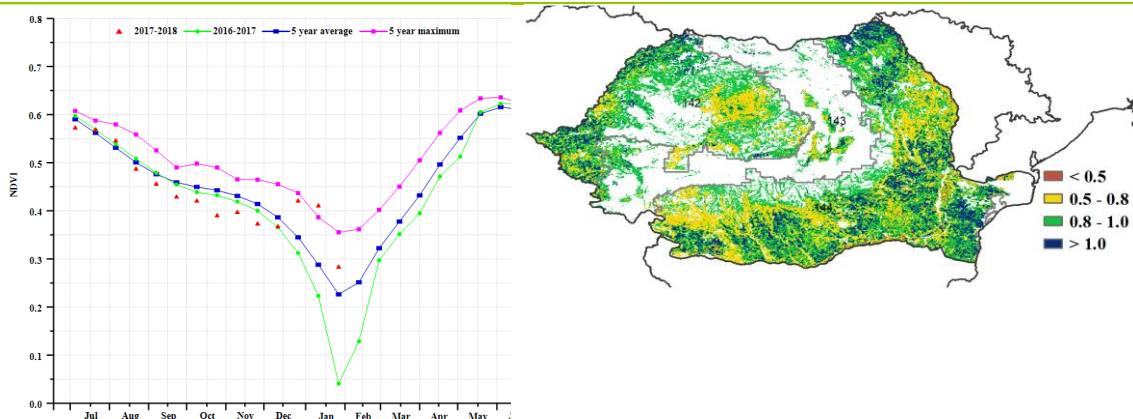 2017-2018 2016-2017 5 year average 5 year maximum
NDVI
0.8
0.7
0.6
0.5
0.4
0.3
0.2
0.1
0.0
Jul Aug Sep Oct Nov Dec Jan Feb Mar Apr May
142
143
144
< 0.5
0.5 - 0.8
0.8 - 1.0
> 1.0